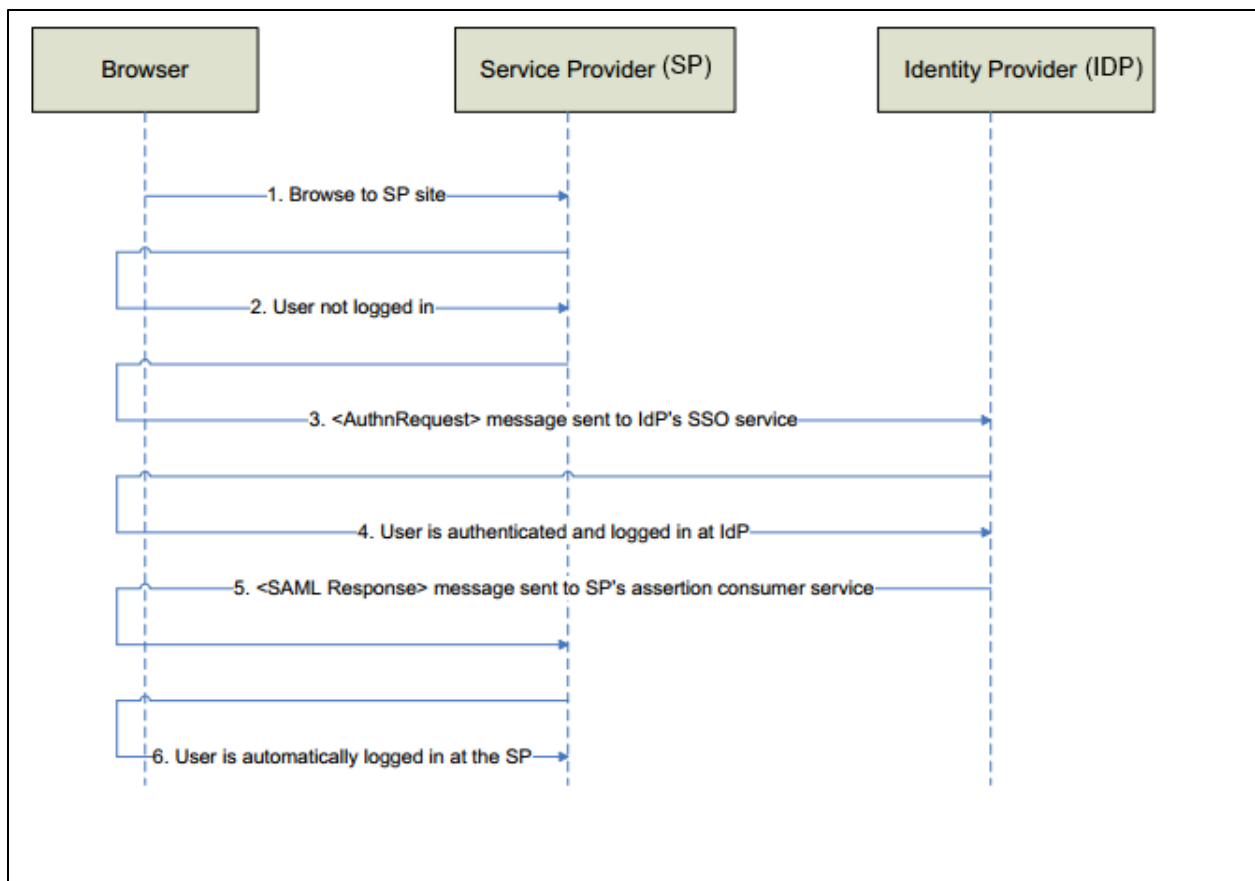 Browser
Service Provider (SP)
Identity Provider (IDP)
1. Browse to SP site
2. User not logged in
3. <AuthnRequest> message sent to IdP's SSO service
4. User is authenticated and logged in at IdP
5. <SAML Response> message sent to SP's assertion consumer service
6. User is automatically logged in at the SP